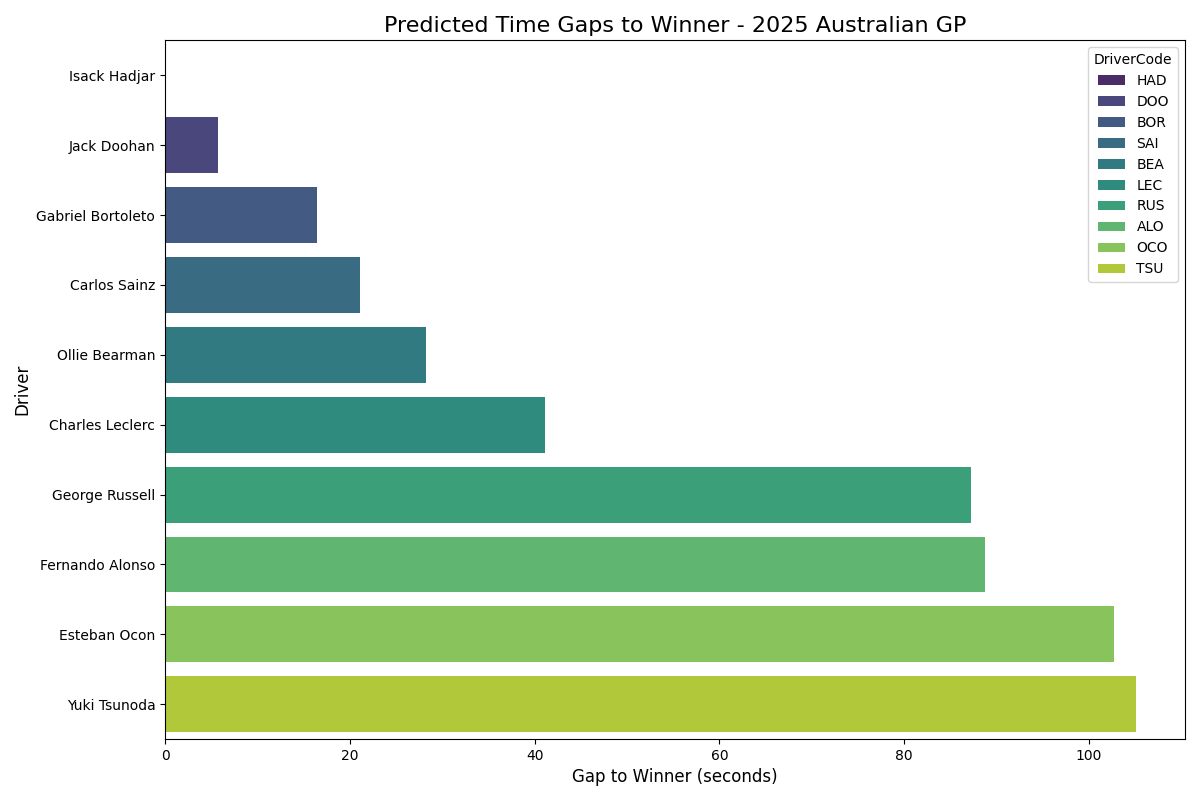 Predicted Time Gaps to Winner - 2025 Australian GP
Driver
Isack Hadjar
Jack Doohan
Gabriel Bortoleto
Carlos Sainz
Ollie Bearman
Charles Leclerc
George Russell
Fernando Alonso
Esteban Ocon
Yuki Tsunoda
DriverCode
HAD
DOO
BOR
SAI
BEA
LEC
RUS
ALO
OCO
TSU
0 20 40 60 80 100
Gap to Winner (seconds)